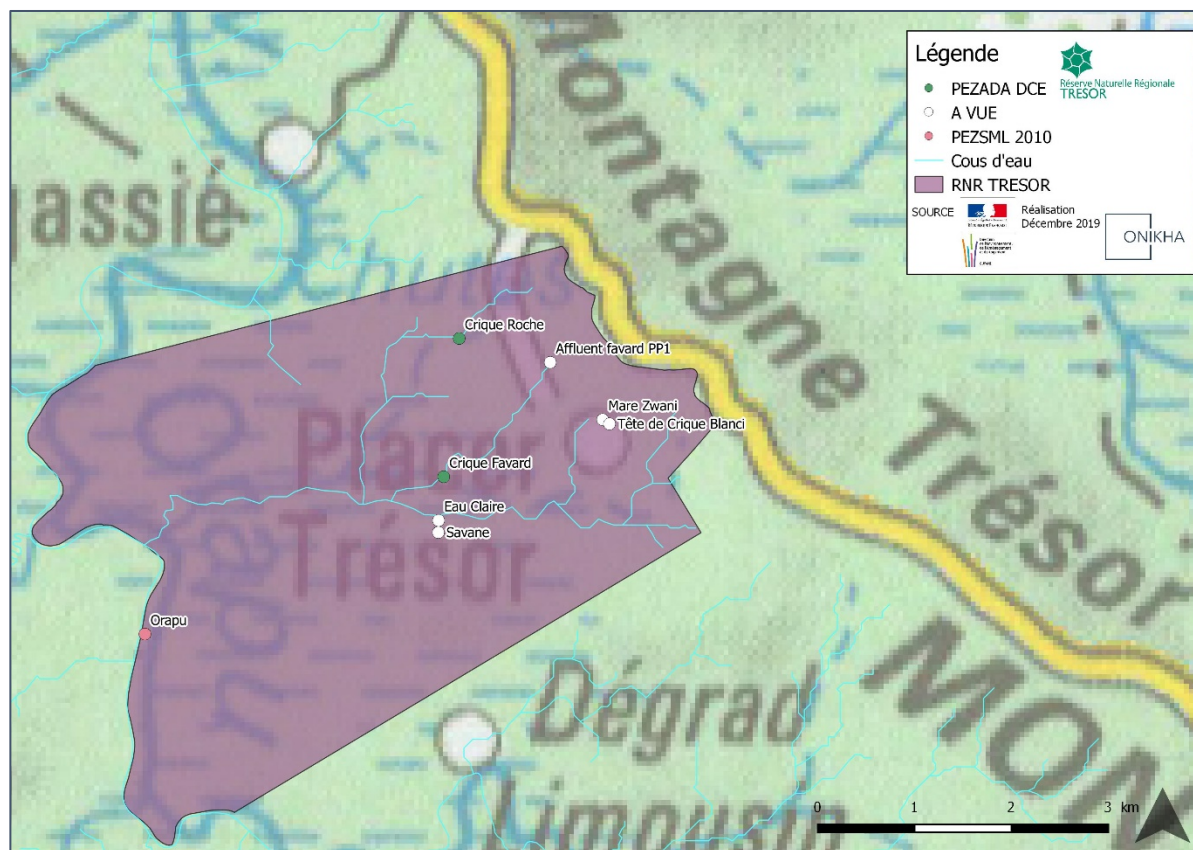 Légende
Réserve Naturelle Régionale
TRESOR
PEZADA DCE
A VUE
PEZSML 2010
Cous d'eau
RNR TRESOR
SOURCE
Réalisation
Décembre 2019
ONIKHA
Montagne Trésor
gassié
Crique Roche
Affluent favard PP1
Mare Zwani
Tête de Crique Blanci
Placer
Trésor
Crique Favard
Eau Claire
Savane
Orapu
Orapu
Dégrad
Limousin
MON
0 1 2 3 km